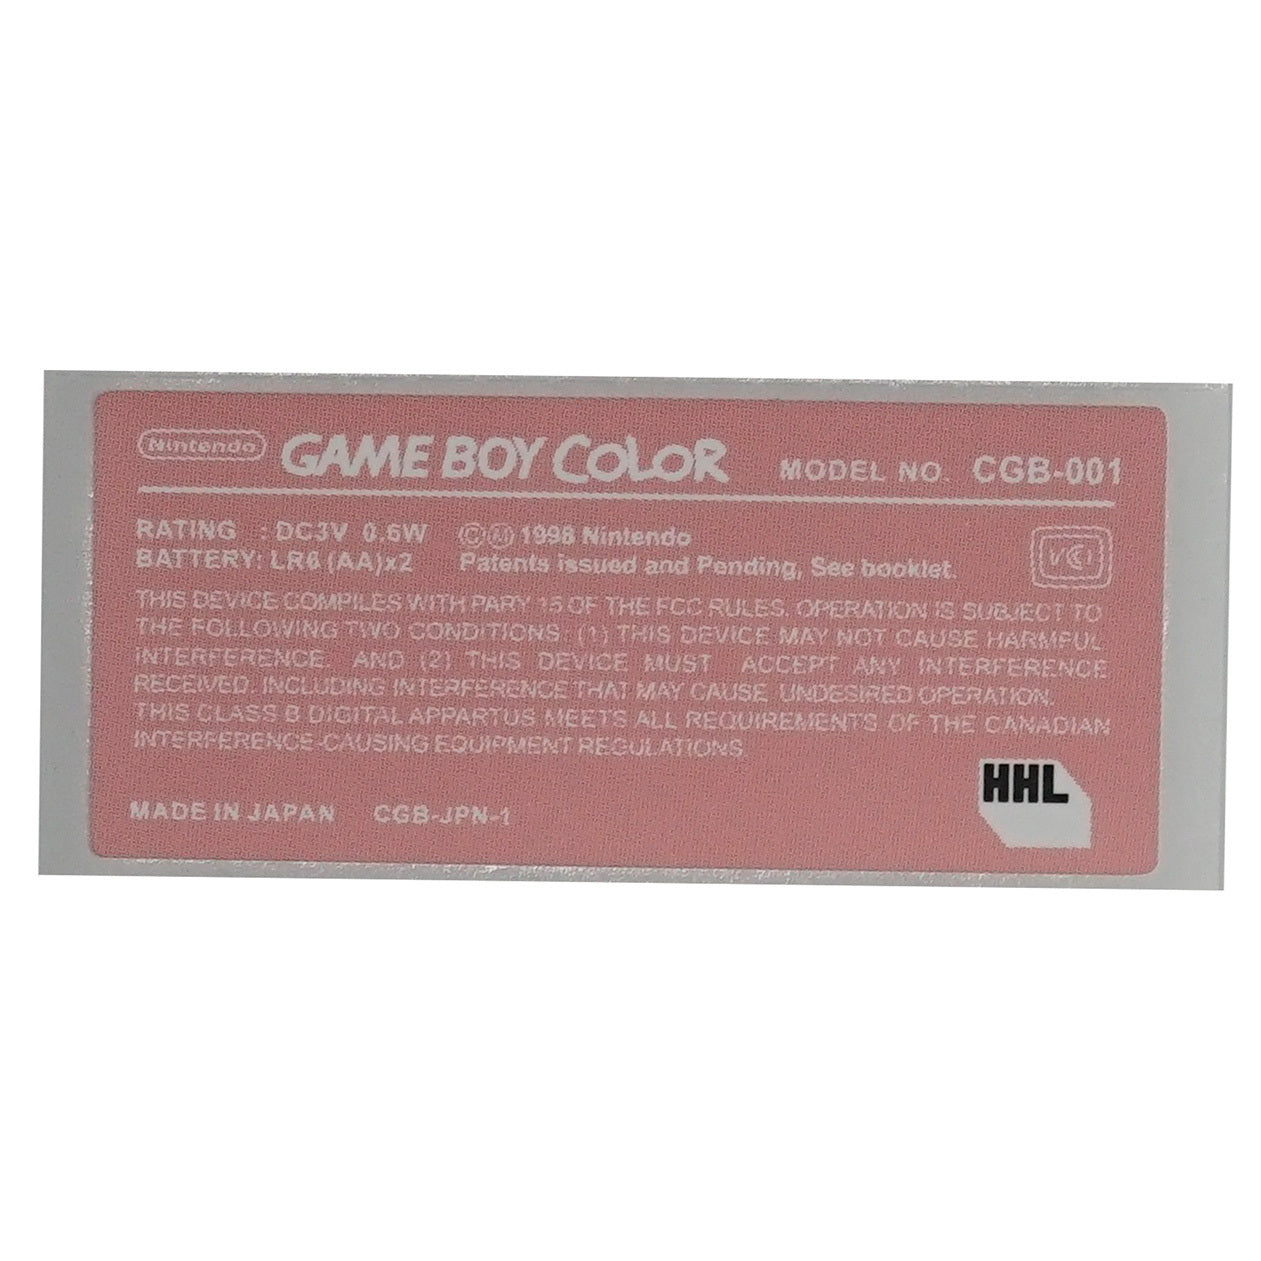 Nintendo GAME BOY COLOR MODEL NO. CGB-001
RATING : DC3V 0.6W ©Ⓜ 1998 Nintendo
BATTERY: LR6 (AA)x2 Patents issued and Pending, See booklet.
VCI
THIS DEVICE COMPILES WITH PARY 15 OF THE FCC RULES. OPERATION IS SUBJECT TO
THE FOLLOWING TWO CONDITIONS: (1) THIS DEVICE MAY NOT CAUSE HARMFUL
INTERFERENCE. AND (2) THIS DEVICE MUST ACCEPT ANY INTERFERENCE
RECEIVED. INCLUDING INTERFERENCE THAT MAY CAUSE UNDESIRED OPERATION.
THIS CLASS B DIGITAL APPARTUS MEETS ALL REQUIREMENTS OF THE CANADIAN
INTERFERENCE-CAUSING EQUIPMENT REGULATIONS
HHL
MADE IN JAPAN CGB-JPN-1